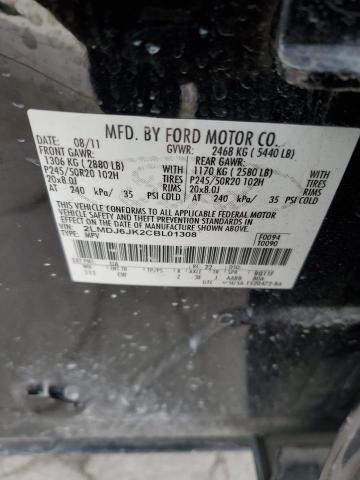 MFD. BY FORD MOTOR CO.
DATE: 08/11 GVWR: 2468 KG ( 5440 LB)
FRONT GAWR: REAR GAWR:
1306 KG ( 2880 LB) WITH 1170 KG ( 2580 LB) WITH
P245/50R20 102H TIRES P245/50R20 102H TIRES
20x8.0J RIMS 20x8.0J RIMS
AT 240 kPa/ 35 PSI COLD AT 240 kPa/ 35 PSI COLD
THIS VEHICLE CONFORMS TO ALL APPLICABLE FEDERAL MOTOR
VEHICLE SAFETY AND THEFT PREVENTION STANDARDS IN
EFFECT ON THE DATE OF MANUFACTURE SHOWN ABOVE.
VIN: 2LMDJ6JK2CBL01308 F0094
TYPE: MPV T0090
UA